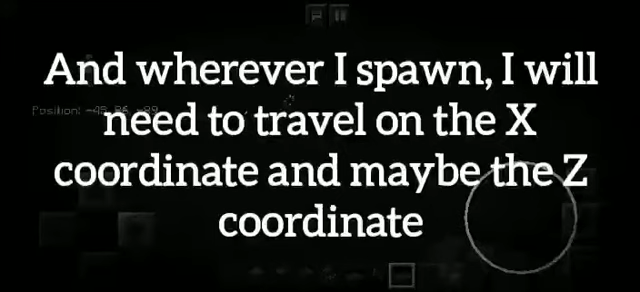 And wherever I spawn, I will
need to travel on the X
coordinate and maybe the Z
coordinate
Position: